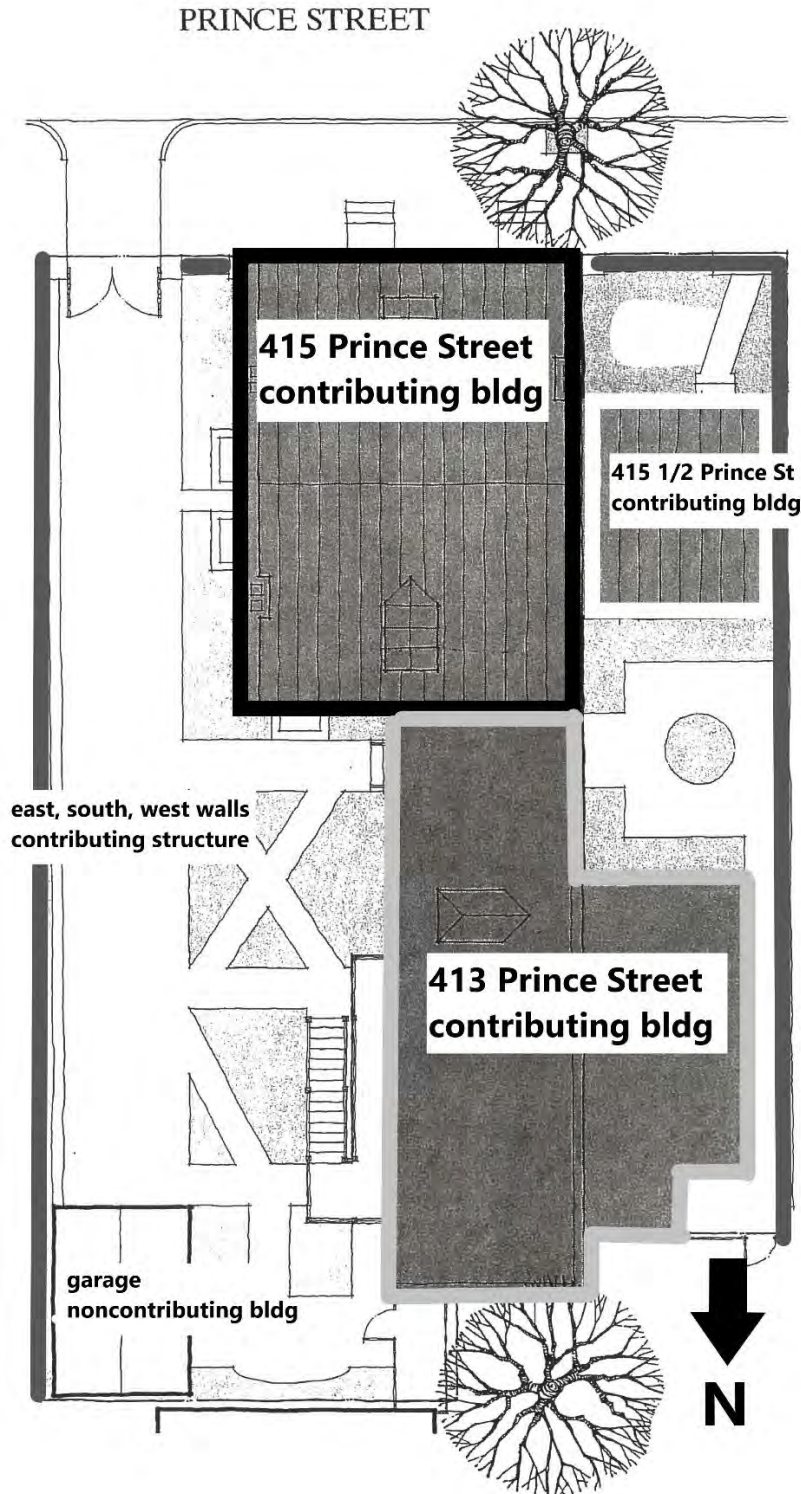 PRINCE STREET
415 Prince Street
contributing bldg
415 1/2 Prince St
contributing bldg
east, south, west walls
contributing structure
413 Prince Street
contributing bldg
garage
noncontributing bldg
N